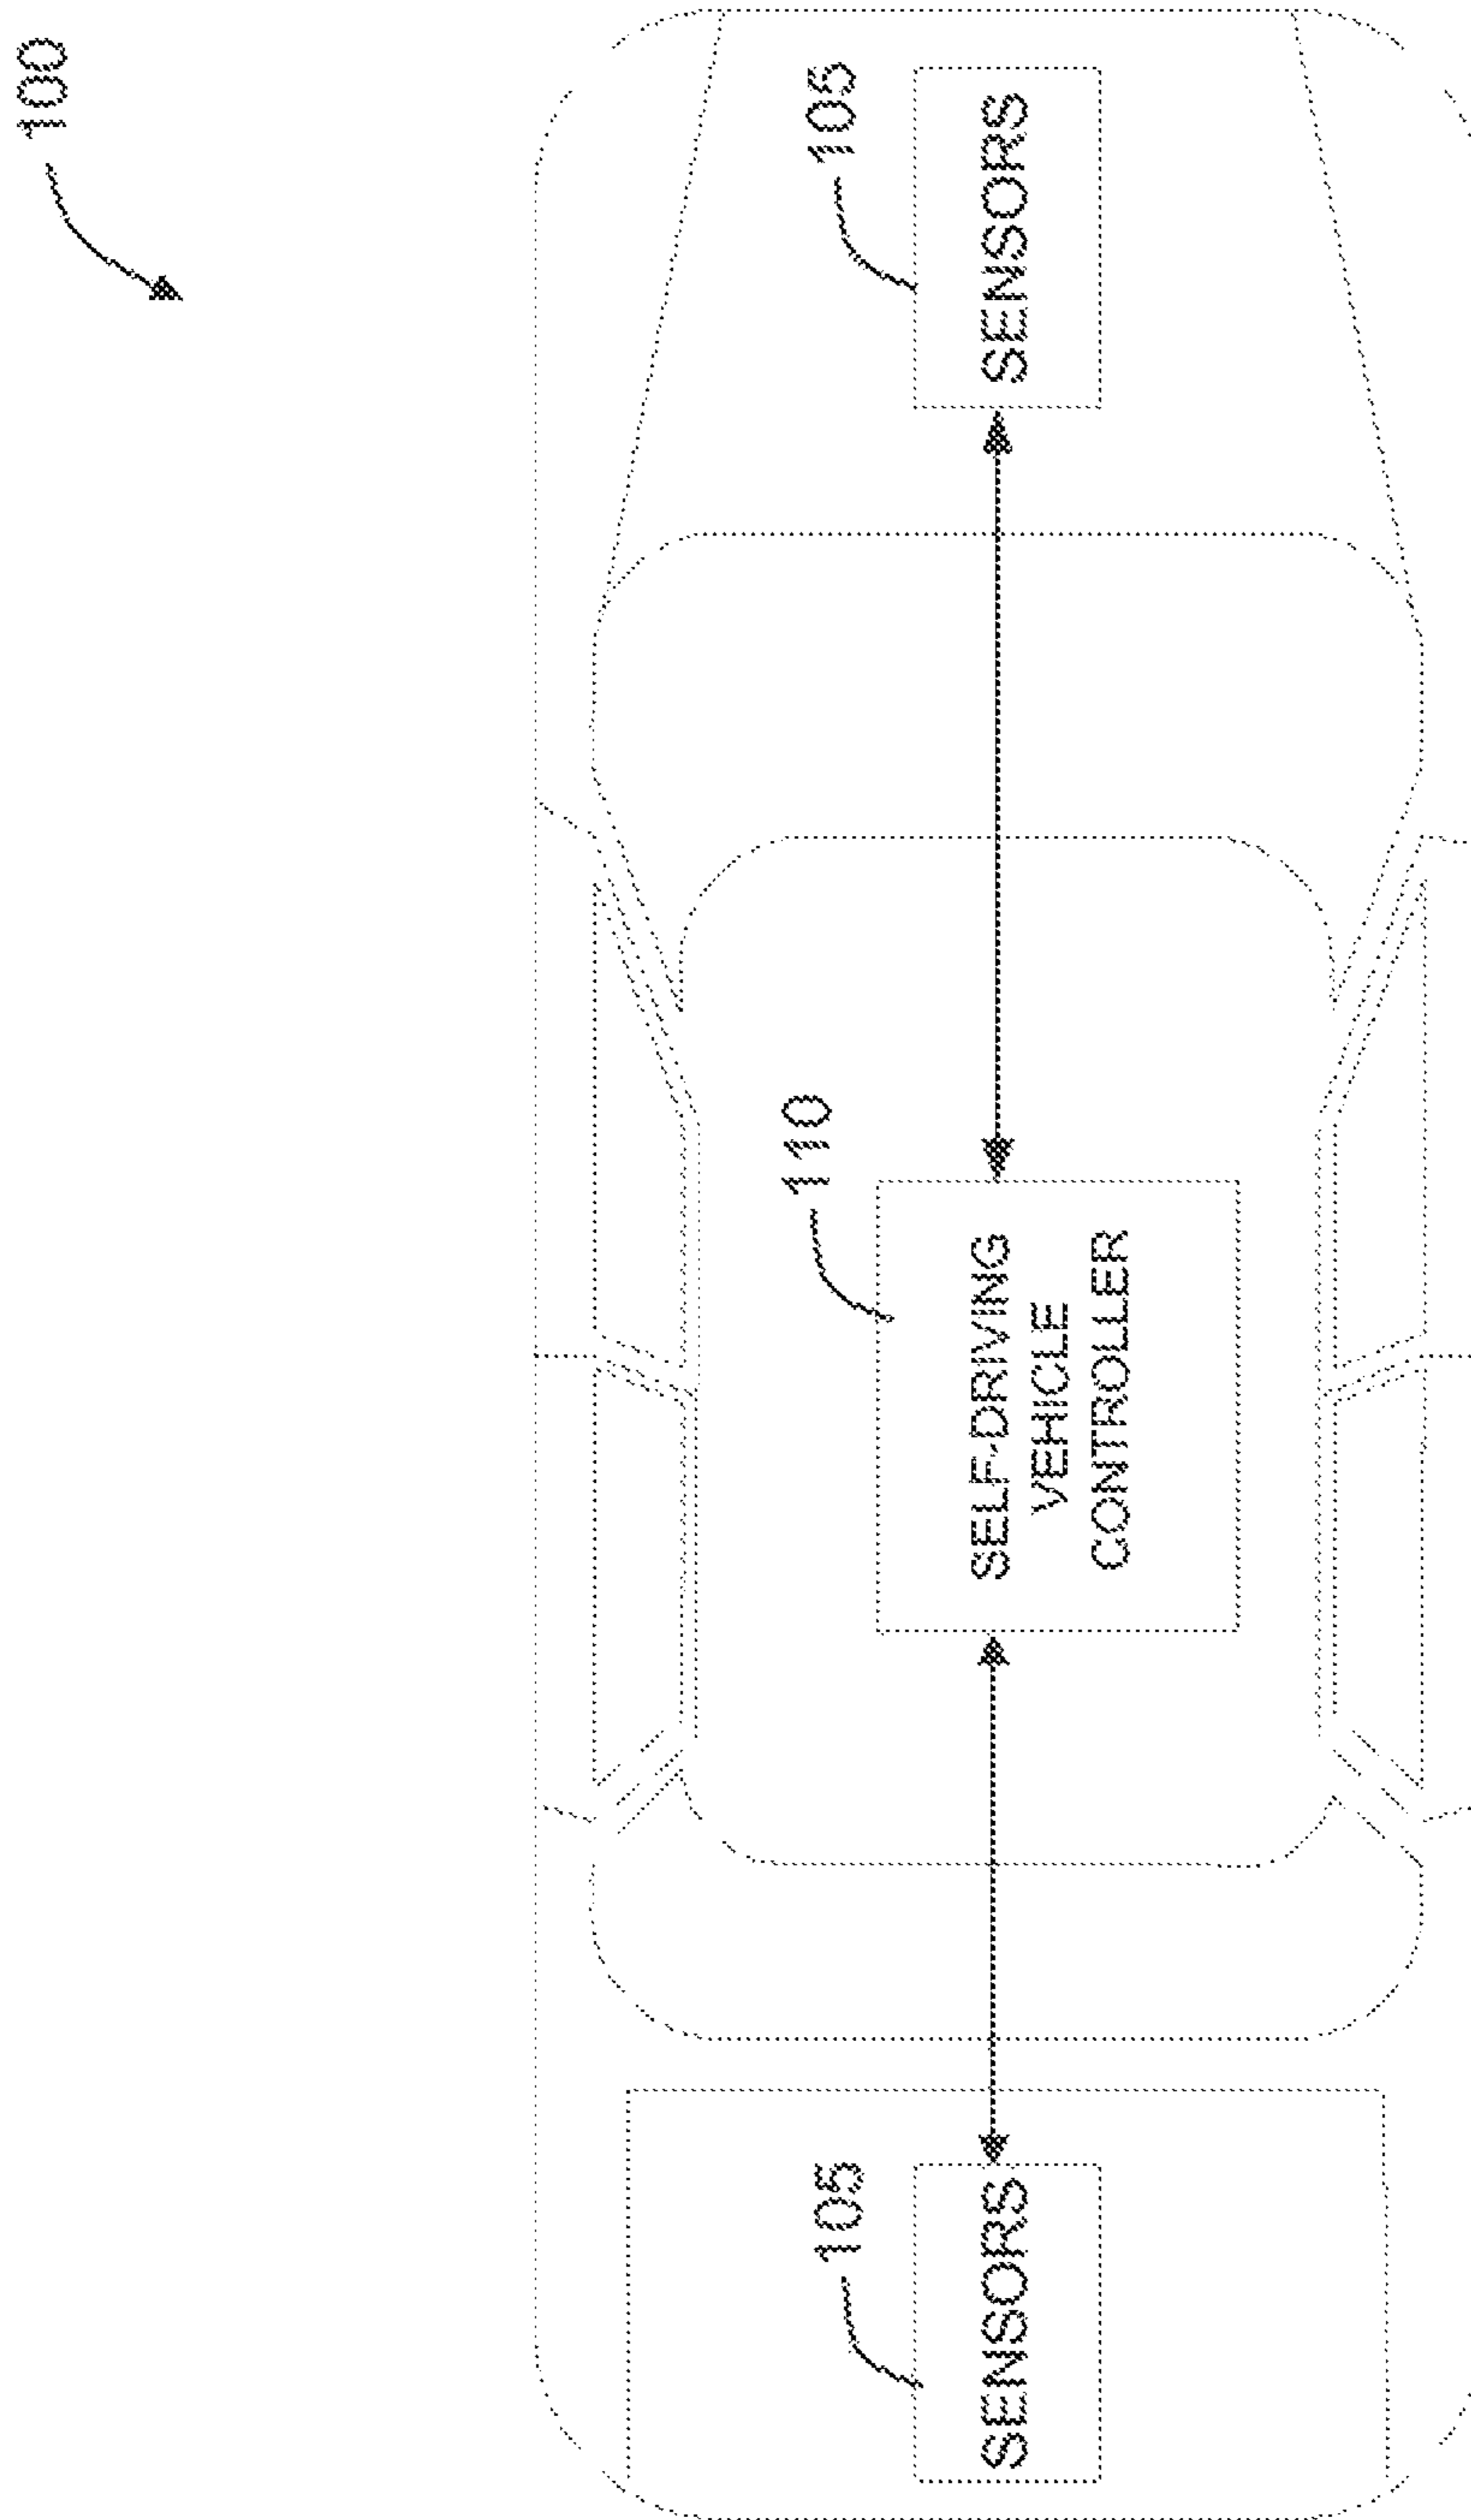 100
105
SENSORS
110
SELF-DRIVING
VEHICLE
CONTROLLER
105
SENSORS